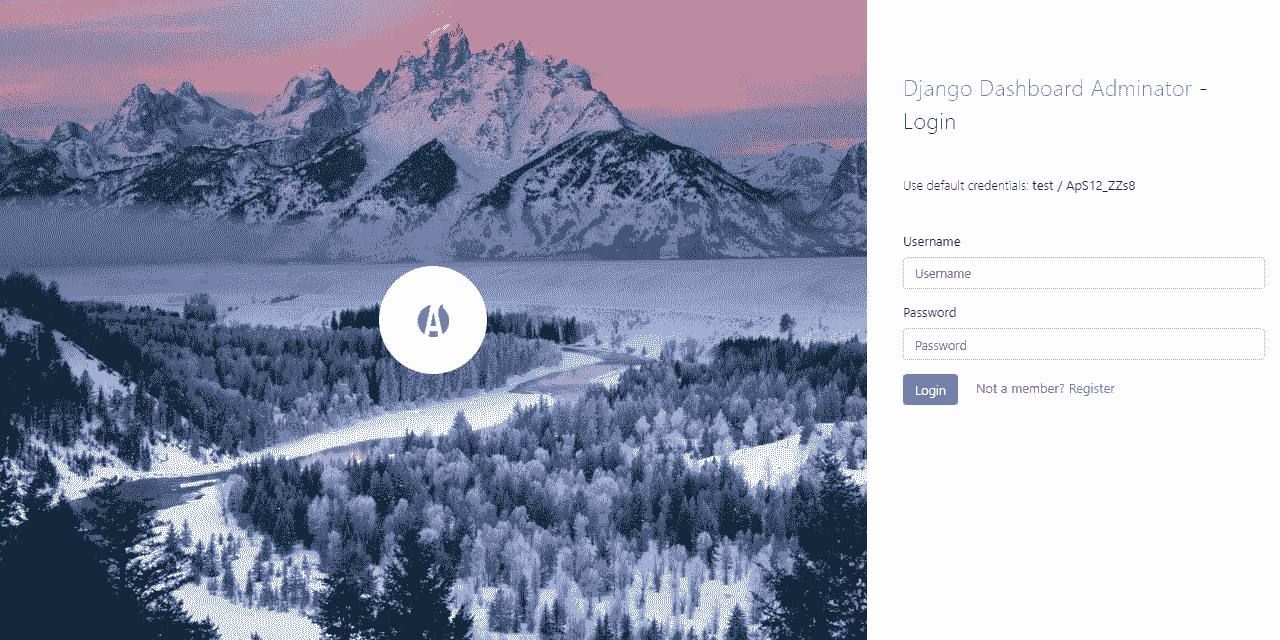 Django Dashboard Adminator -
Login
Use default credentials: test / ApS12_ZZs8
Username
Username
Password
Password
Login Not a member? Register
A